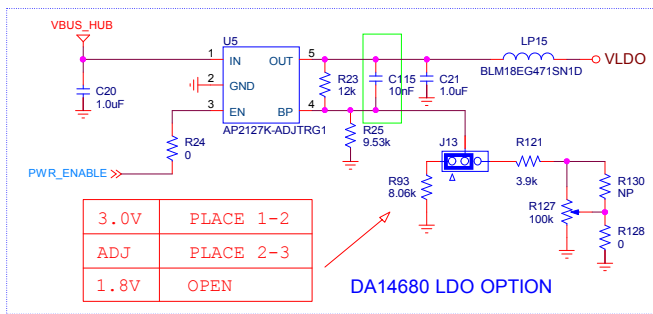 VBUS_HUB
U5
LP15
1 IN OUT 5
VLDO
BLM18EG471SN1D
R23
12k
C115
10nF
C21
1.0uF
C20
1.0uF
2 GND
3 EN BP 4
AP2127K-ADJTRG1
R24
0
R25
9.53k
J13
R121
3.9k
PWR_ENABLE
R93
8.06k
R127
100k
R130
NP
R128
0
3.0V PLACE 1-2
ADJ PLACE 2-3
1.8V OPEN
DA14680 LDO OPTION